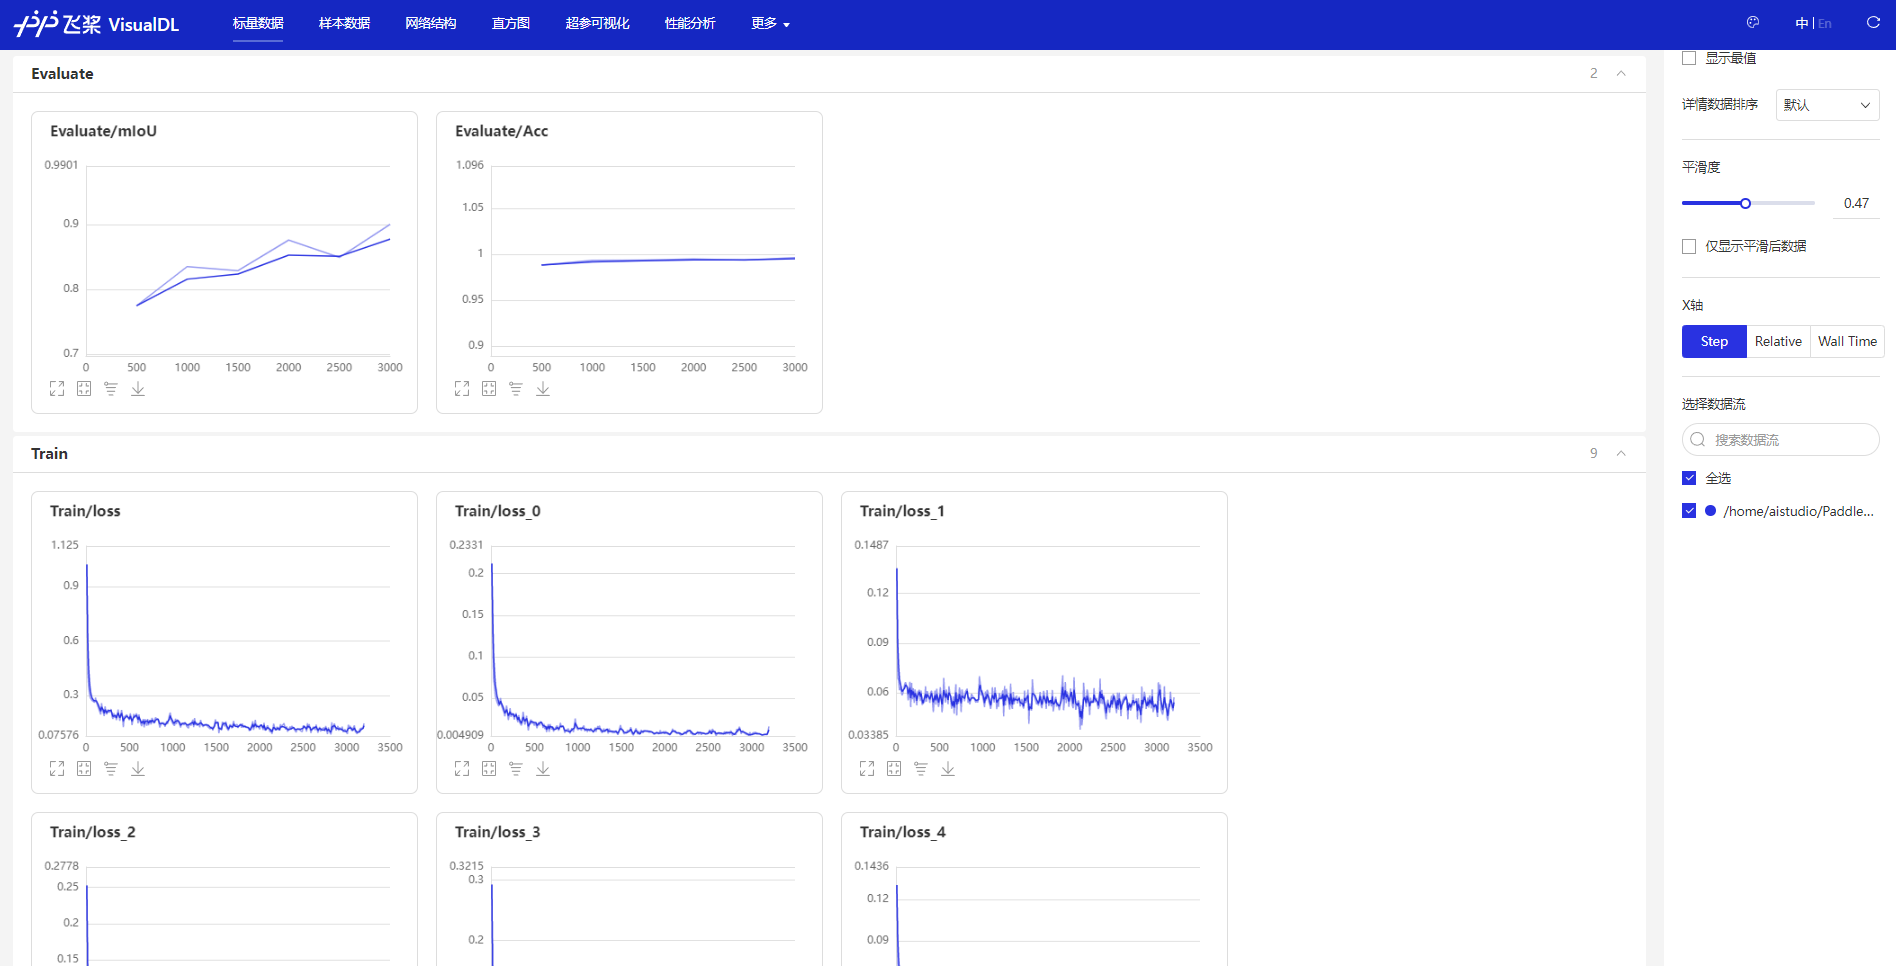 飞桨 VisualDL 标量数据 样本数据 网络结构 直方图 超参可视化 性能分析 更多 中 | En
Evaluate 2
Evaluate/mIoU
0.9901
0.9
0.8
0.7
0 500 1000 1500 2000 2500 3000
Evaluate/Acc
1.096
1.05
1
0.95
0.9
0 500 1000 1500 2000 2500 3000
Train 9
Train/loss
1.125
0.9
0.6
0.3
0.07576
0 500 1000 1500 2000 2500 3000 3500
Train/loss_0
0.2331
0.2
0.15
0.1
0.05
0.004909
0 500 1000 1500 2000 2500 3000 3500
Train/loss_1
0.1487
0.12
0.09
0.06
0.03385
0 500 1000 1500 2000 2500 3000 3500
Train/loss_2
0.2778
0.25
0.2
0.15
Train/loss_3
0.3215
0.3
0.2
Train/loss_4
0.1436
0.12
0.09
显示最值
详情数据排序 默认
平滑度
0.47
仅显示平滑后数据
X轴
Step Relative Wall Time
选择数据流
搜索数据流
全选
/home/aistudio/Paddle...